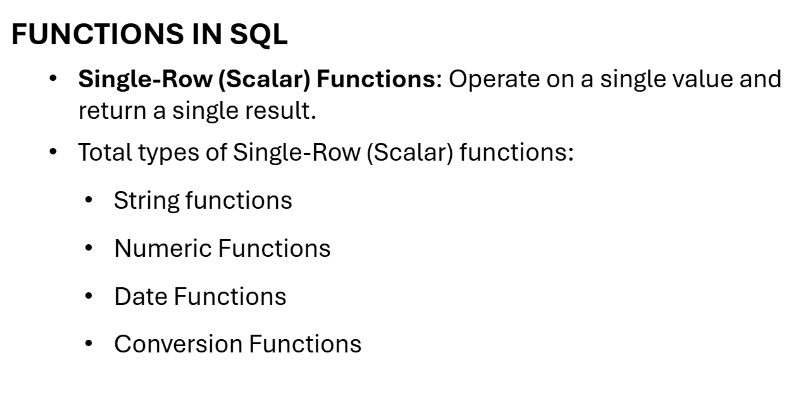 FUNCTIONS IN SQL
• Single-Row (Scalar) Functions: Operate on a single value and
return a single result.
• Total types of Single-Row (Scalar) functions:
• String functions
• Numeric Functions
• Date Functions
• Conversion Functions